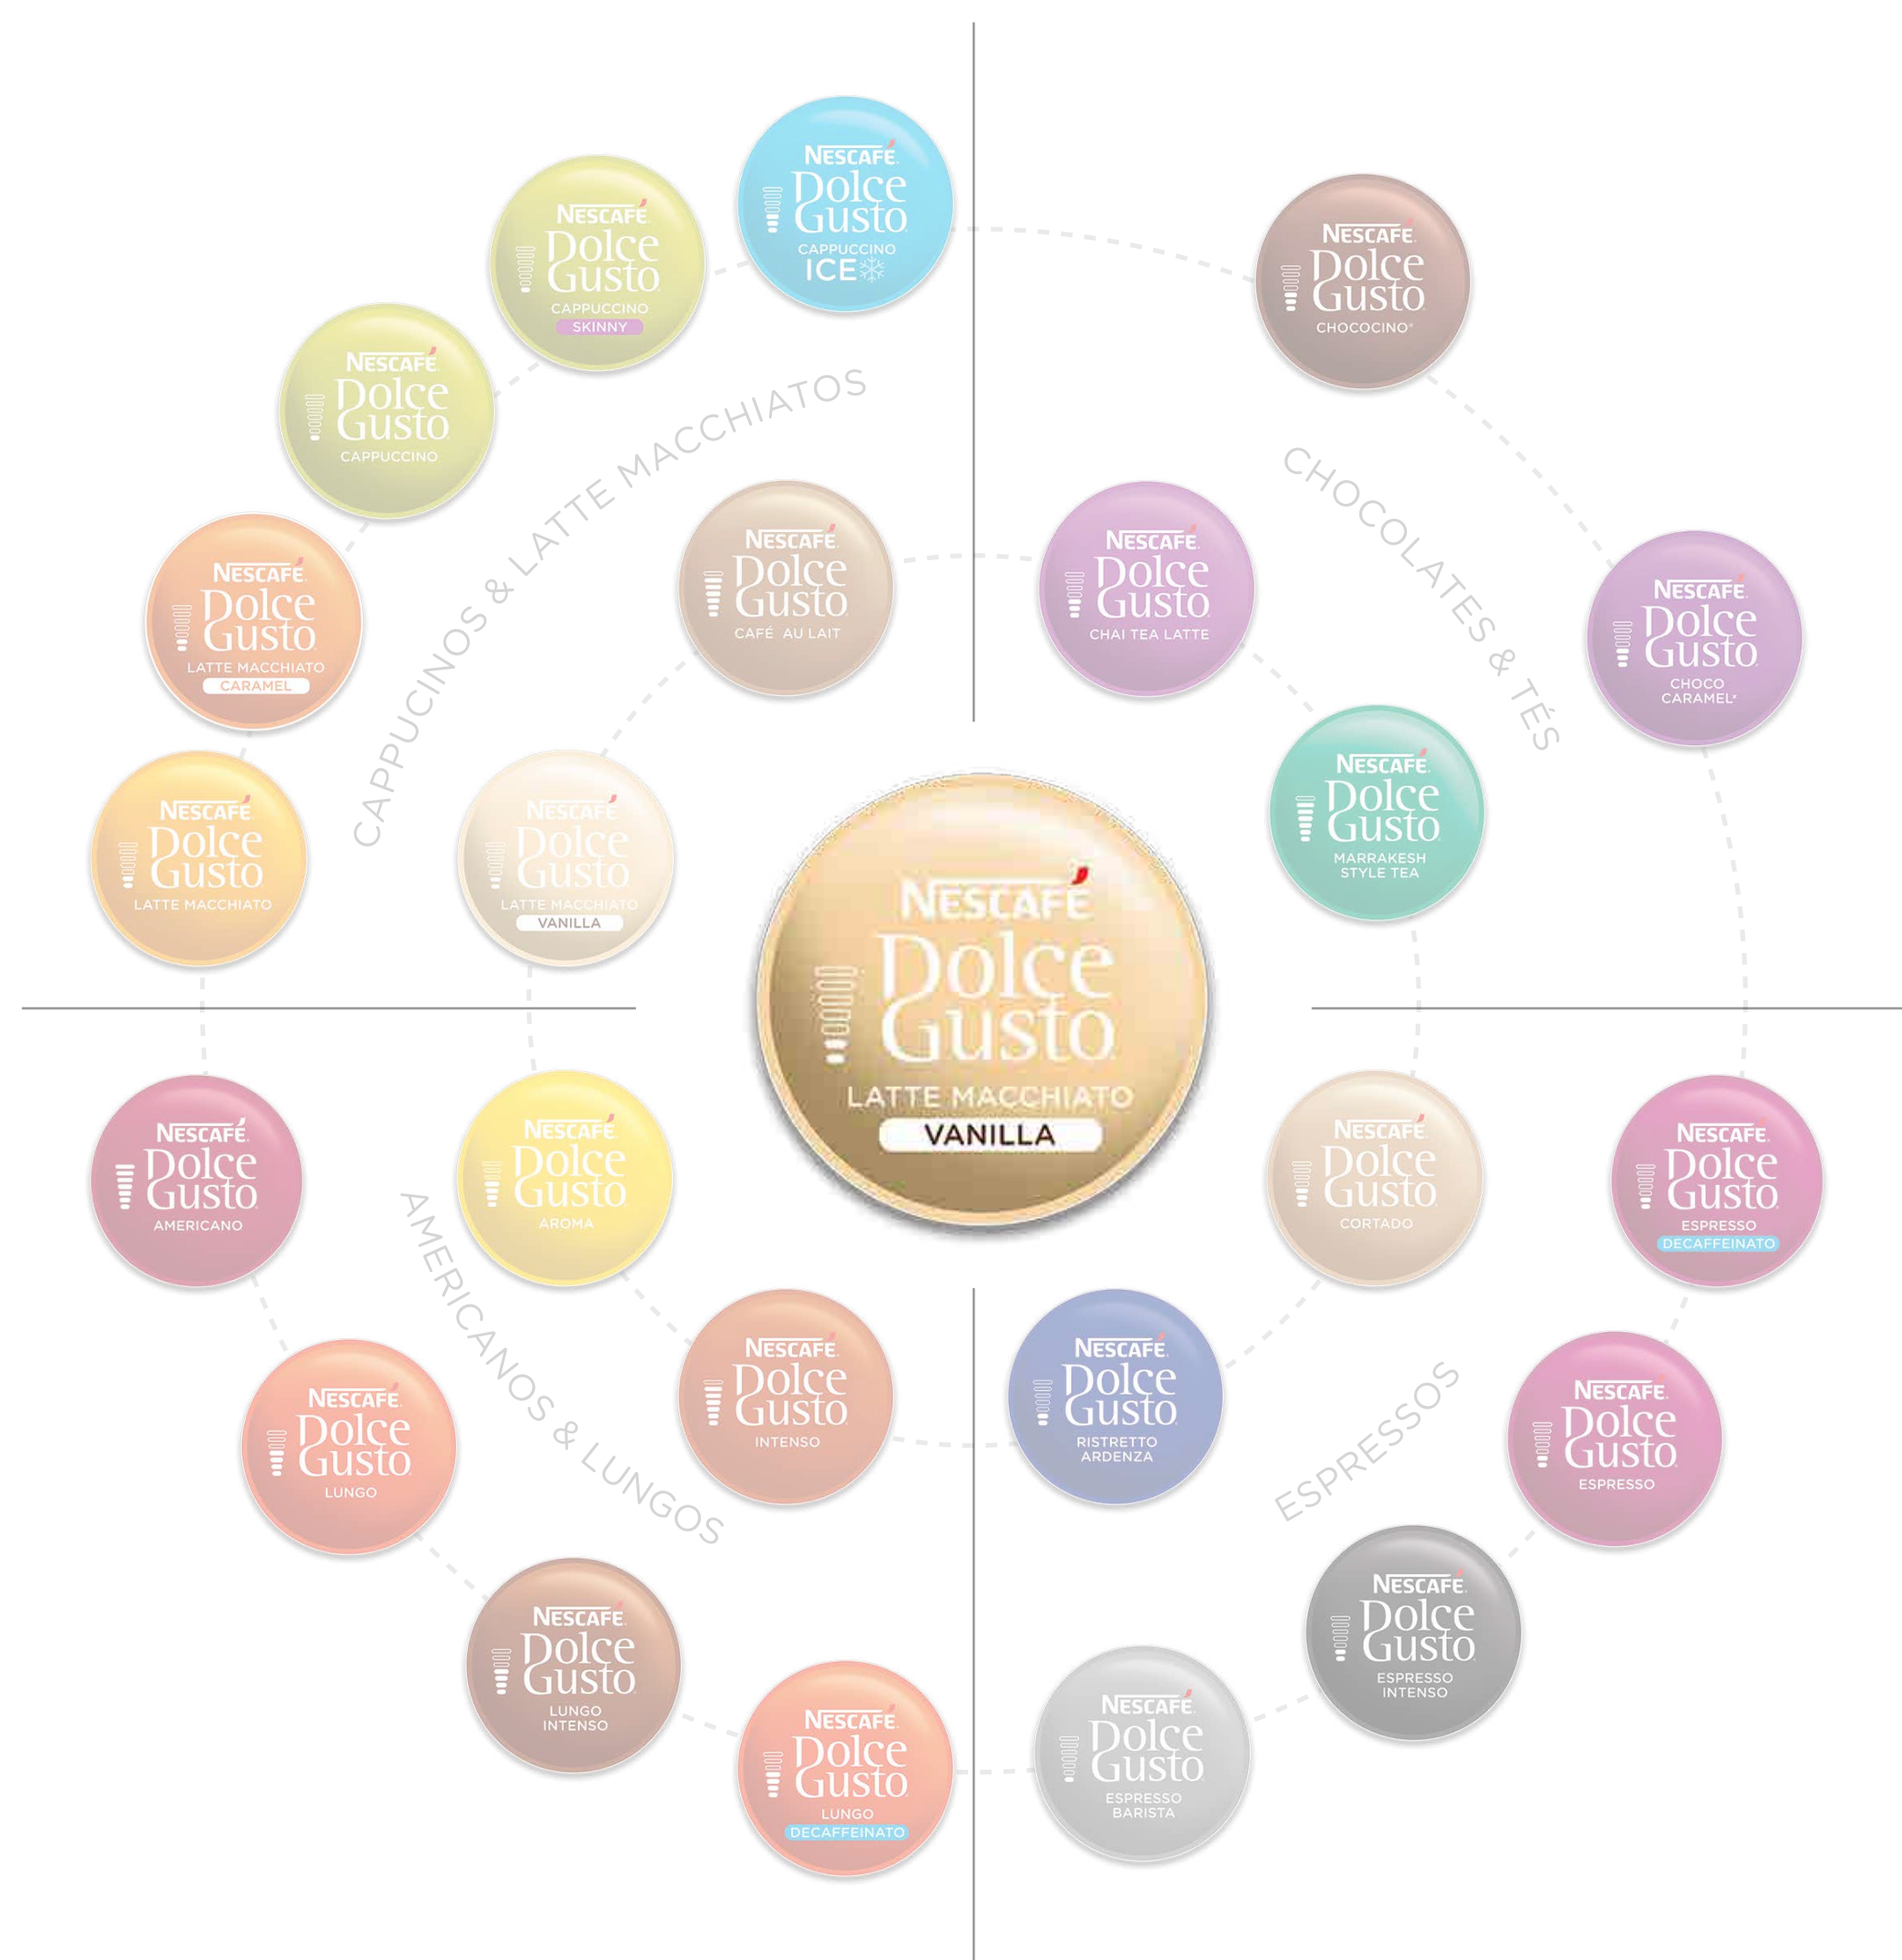 NESCAFÉ.
Dolce
Gusto
CAPPUCCINO
ICE
NESCAFÉ.
Dolce
Gusto
CAPPUCCINO
SKINNY
NESCAFÉ.
Dolce
Gusto
CAPPUCCINO
NESCAFÉ.
Dolce
Gusto
LATTE MACCHIATO
CARAMEL
NESCAFÉ
Dolce
Gusto
LATTE MACCHIATO
CAPPUCINOS & LATTE MACCHIATOS
NESCAFÉ.
Dolce
Gusto
CAFÉ AU LAIT
NESCAFÉ
Dolce
Gusto
LATTE MACCHIATO
VANILLA
NESCAFÉ.
Dolce
Gusto
CHOCOCINO®
NESCAFÉ.
Dolce
Gusto
CHOCO
CARAMEL®
CHOCOLATES & TÉS
NESCAFÉ.
Dolce
Gusto
CHAI TEA LATTE
NESCAFÉ.
Dolce
Gusto
MARRAKESH
STYLE TEA
NESCAFÉ
Dolce
Gusto
LATTE MACCHIATO
VANILLA
NESCAFÉ.
Dolce
Gusto
AMERICANO
NESCAFÉ.
Dolce
Gusto
AROMA
NESCAFÉ.
Dolce
Gusto
LUNGO
NESCAFÉ.
Dolce
Gusto
INTENSO
AMERICANOS & LUNGOS
NESCAFÉ.
Dolce
Gusto
LUNGO
INTENSO
NESCAFÉ.
Dolce
Gusto
LUNGO
DECAFFEINATO
NESCAFÉ.
Dolce
Gusto
CORTADO
NESCAFÉ.
Dolce
Gusto
ESPRESSO
DECAFFEINATO
NESCAFÉ.
Dolce
Gusto
RISTRETTO
ARDENZA
NESCAFÉ.
Dolce
Gusto
ESPRESSO
ESPRESSOS
NESCAFÉ.
Dolce
Gusto
ESPRESSO
INTENSO
NESCAFÉ.
Dolce
Gusto
ESPRESSO
BARISTA